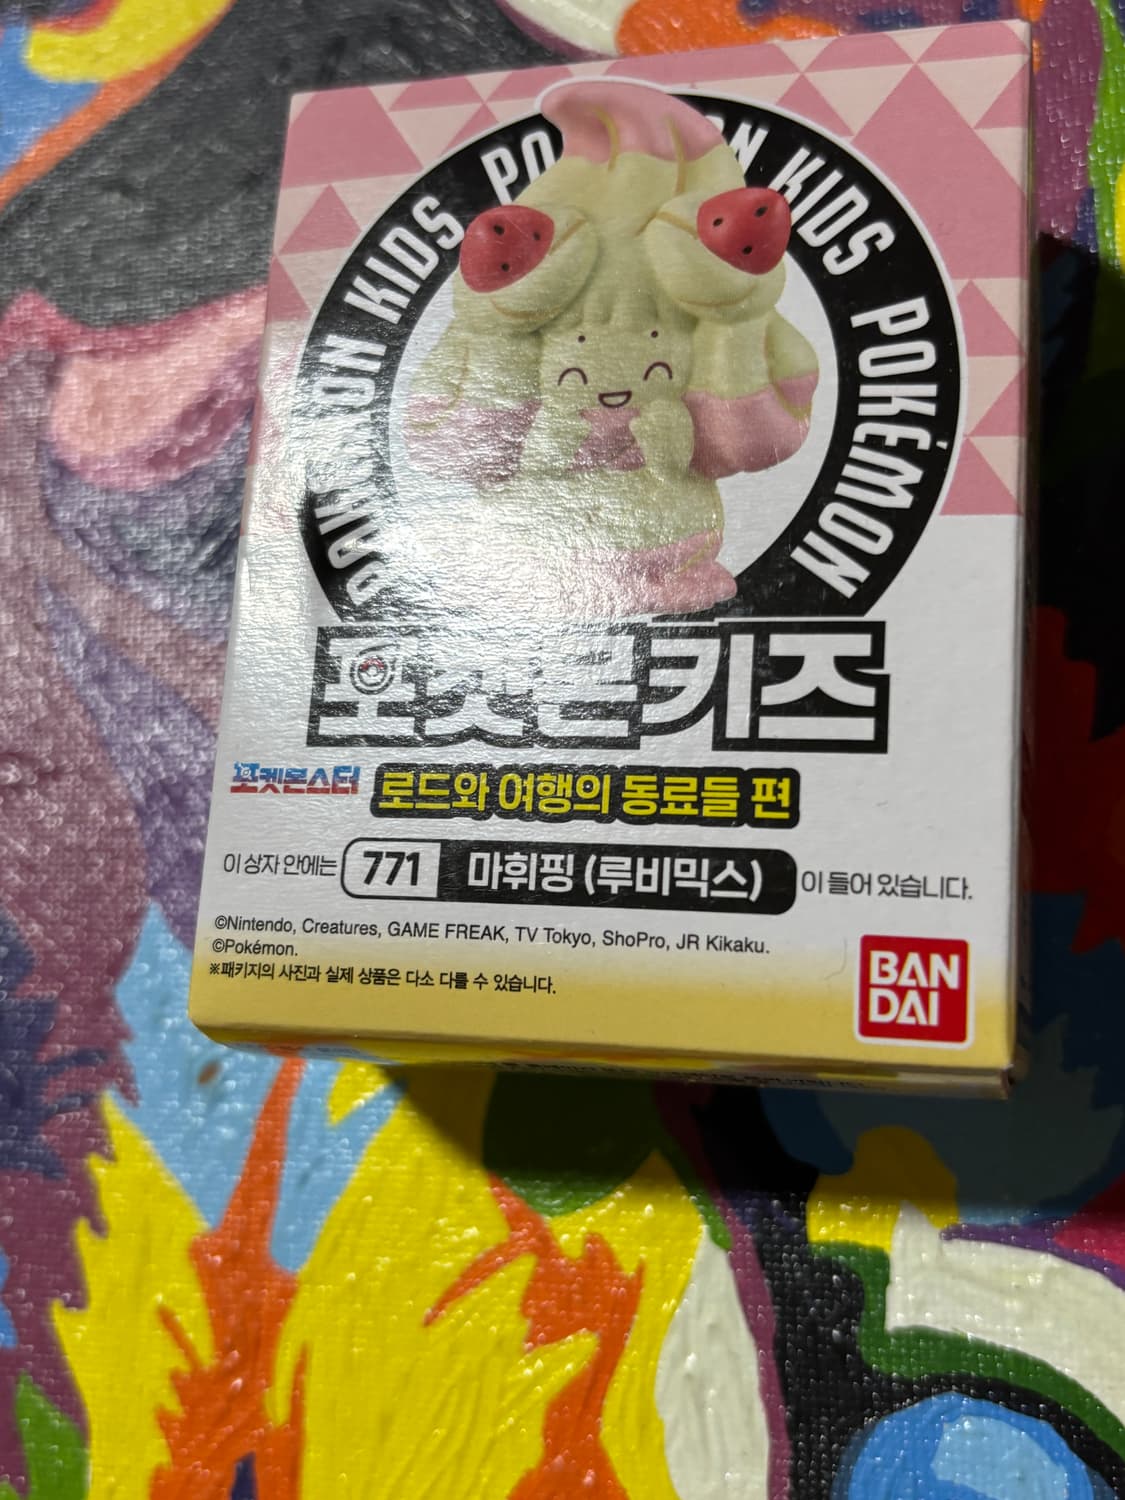 POKÉMON KIDS POKÉMON KIDS POKÉMON
포켓몬키즈
포켓몬스터
로드와 여행의 동료들 편
이 상자 안에는 771 마휘핑 (루비믹스) 이 들어 있습니다.
©Nintendo, Creatures, GAME FREAK, TV Tokyo, ShoPro, JR Kikaku.
©Pokémon.
※패키지의 사진과 실제 상품은 다소 다를 수 있습니다.
BAN
DAI